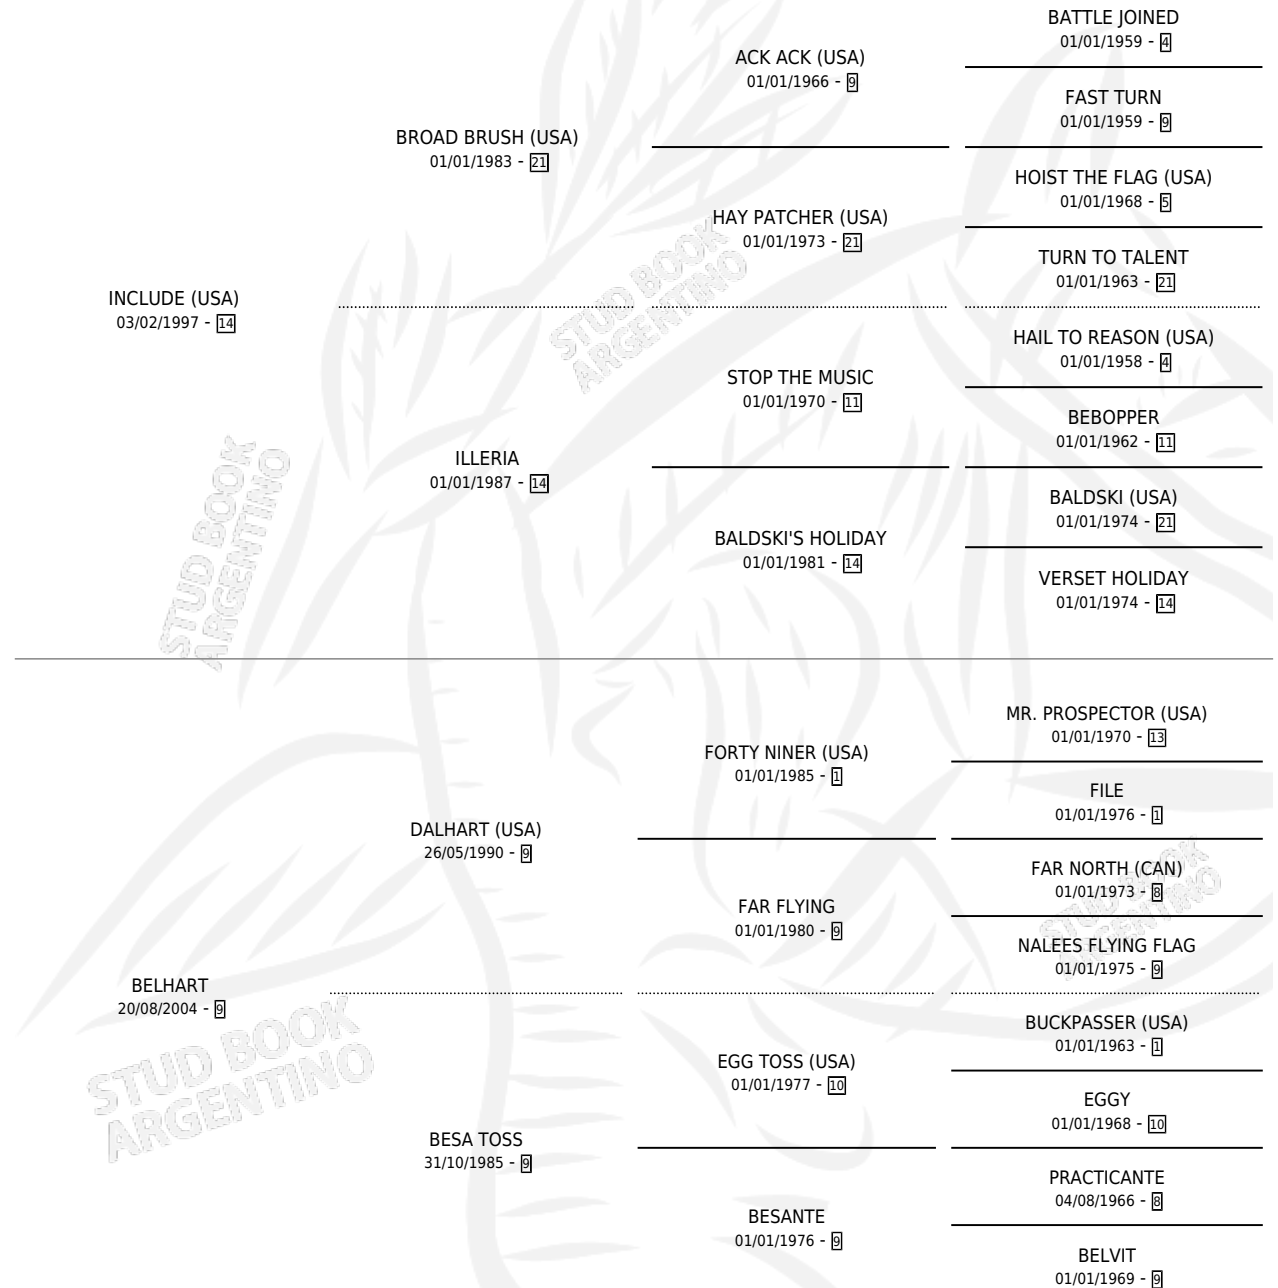 BATTLE JOINED
01/01/1959 - 4
ACK ACK (USA)
01/01/1966 - 9
FAST TURN
01/01/1959 - 9
BROAD BRUSH (USA)
01/01/1983 - 21
HOIST THE FLAG (USA)
01/01/1968 - 5
HAY PATCHER (USA)
01/01/1973 - 21
TURN TO TALENT
01/01/1963 - 21
INCLUDE (USA)
03/02/1997 - 14
HAIL TO REASON (USA)
01/01/1958 - 4
STOP THE MUSIC
01/01/1970 - 11
BEBOPPER
01/01/1962 - 11
ILLERIA
01/01/1987 - 14
BALDSKI (USA)
01/01/1974 - 21
BALDSKI'S HOLIDAY
01/01/1981 - 14
VERSET HOLIDAY
01/01/1974 - 14
MR. PROSPECTOR (USA)
01/01/1970 - 13
FORTY NINER (USA)
01/01/1985 - 1
FILE
01/01/1976 - 1
DALHART (USA)
26/05/1990 - 9
FAR NORTH (CAN)
01/01/1973 - 8
FAR FLYING
01/01/1980 - 9
NALEES FLYING FLAG
01/01/1975 - 9
BELHART
20/08/2004 - 9
BUCKPASSER (USA)
01/01/1963 - 1
EGG TOSS (USA)
01/01/1977 - 10
EGGY
01/01/1968 - 10
BESA TOSS
31/10/1985 - 9
PRACTICANTE
04/08/1966 - 8
BESANTE
01/01/1976 - 9
BELVIT
01/01/1969 - 9
STUD BOOK
ARGENTINO
STUD BOOK
ARGENTINO
STUD BOOK
ARGENTINO
STUD BOOK
ARGENTINO